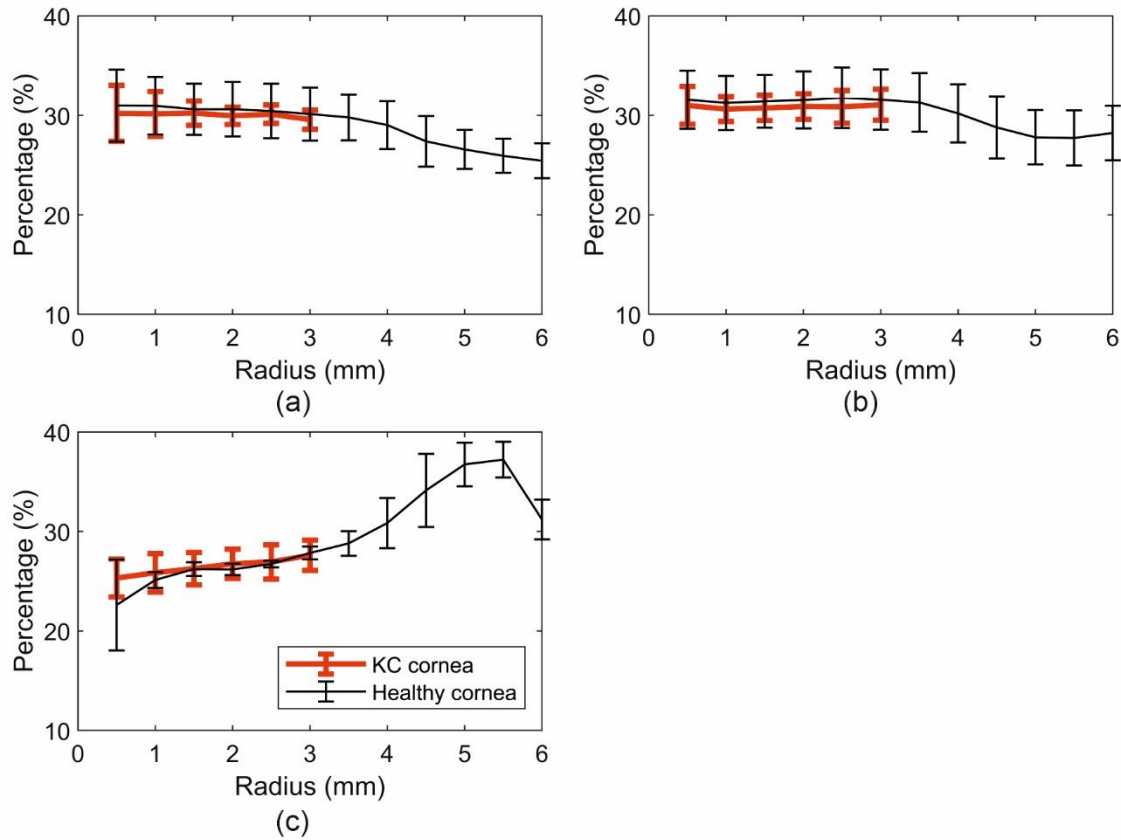 40
30
20
10
Percentage (%)
0 1 2 3 4 5 6
Radius (mm)
(a)
40
30
20
10
Percentage (%)
0 1 2 3 4 5 6
Radius (mm)
(b)
40
30
20
10
Percentage (%)
KC cornea
Healthy cornea
0 1 2 3 4 5 6
Radius (mm)
(c)